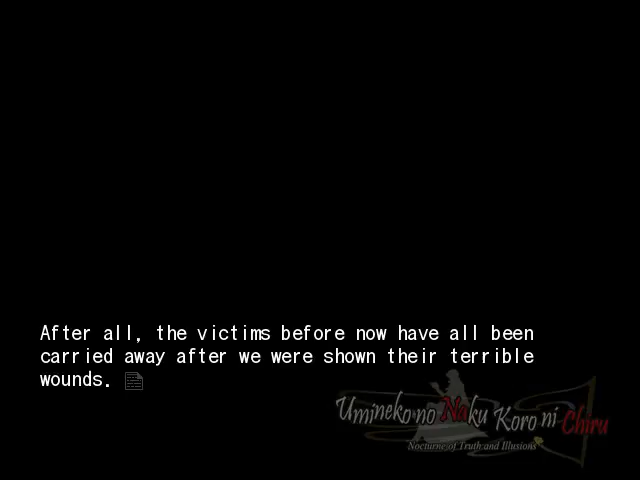 After all, the victims before now have all been
carried away after we were shown their terrible
wounds.
Umineko no Naku Koro ni Chiru
Nocturne of Truth and Illusions